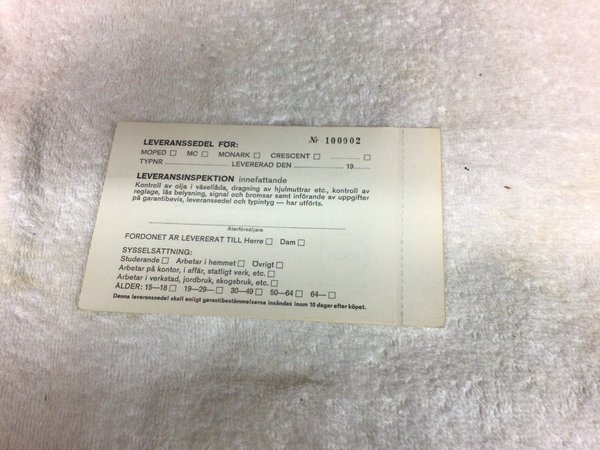 LEVERANSSEDEL FÖR: № 100002
MOPED □ MC □ MONARK □ CRESCENT □ ________ □
TYPNR ____________ LEVERERAD DEN ____________ 19____
LEVERANSINSPEKTION innefattande
Kontroll av olja i växellåda, dragning av hjulmuttrar etc., kontroll av
reglage, lås belysning, signal och bromsar samt införande av uppgifter
på garantibevis, leveranssedel och typintyg — har utförts.
Återförsäljare
FORDONET ÄR LEVERERAT TILL Herre □ Dam □
SYSSELSÄTTNING:
Studerande □ Arbetar i hemmet □ Övrigt □
Arbetar på kontor, i affär, statligt verk, etc. □
Arbetar i verkstad, jordbruk, skogsbruk, etc. □
ÅLDER: 15—18 □ 19—29— □ 30—49 □ 50—64 □ 64— □
Denna leveranssedel skall enligt garantibestämmelserna insändas inom 10 dagar efter köpet.